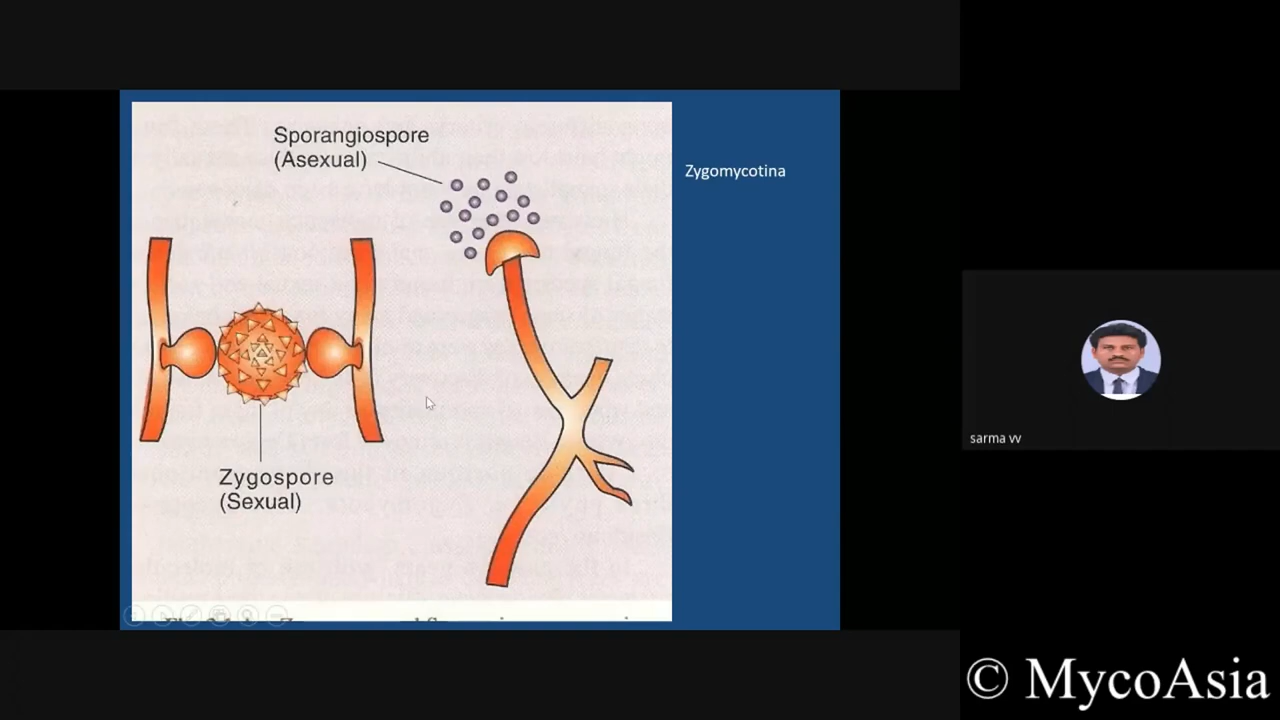 Sporangiospore
(Asexual)
Zygomycotina
Zygospore
(Sexual)
sarma vv
© MycoAsia